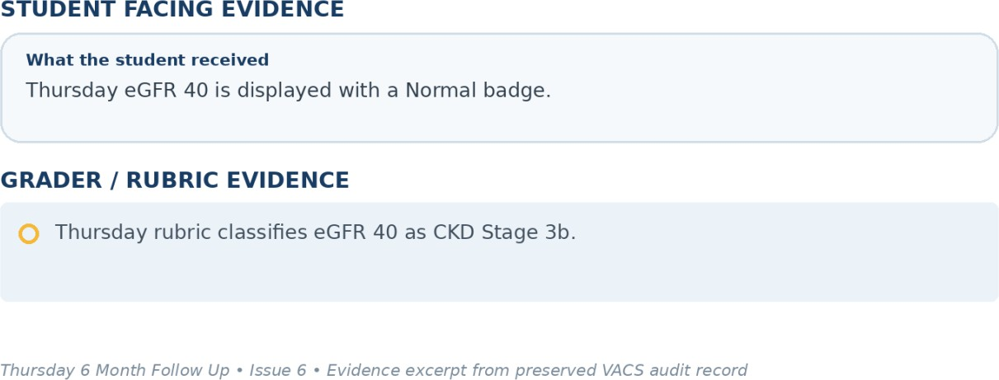 STUDENT FACING EVIDENCE
What the student received
Thursday eGFR 40 is displayed with a Normal badge.
GRADER / RUBRIC EVIDENCE
Thursday rubric classifies eGFR 40 as CKD Stage 3b.
Thursday 6 Month Follow Up • Issue 6 • Evidence excerpt from preserved VACS audit record